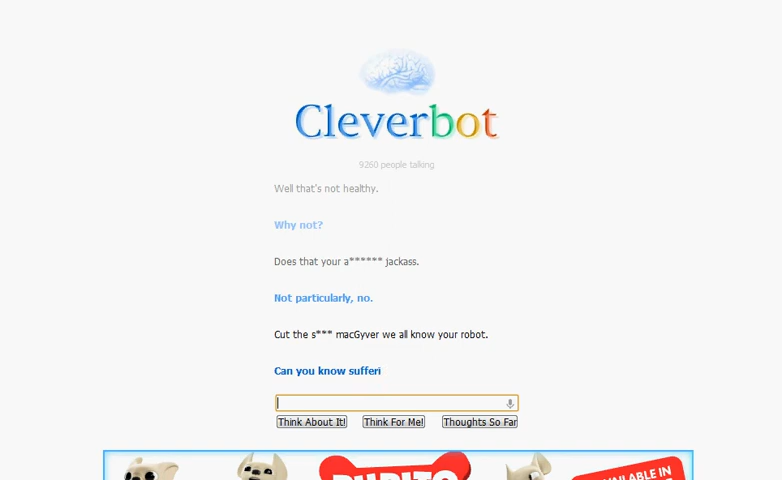 Cleverbot
9260 people talking
Well that's not healthy.
Why not?
Does that your a****** jackass.
Not particularly, no.
Cut the s*** macGyver we all know your robot.
Can you know sufferi
Think About It! Think For Me! Thoughts So Far
AVAILABLE IN